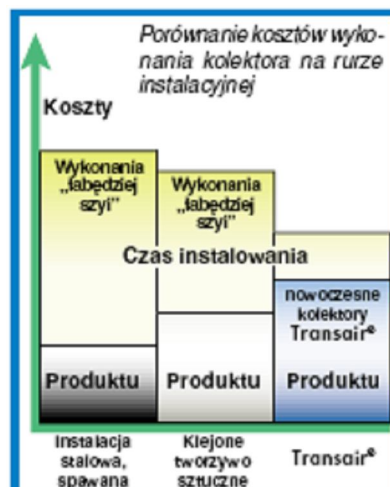 Porównanie kosztów wyko-
nania kolektora na rurze
instalacyjnej
Koszty
Wykonania
„łabędziej
szyi”
Wykonania
„łabędziej
szyi”
Czas instalowania
nowoczesne
kolektory
Transair®
Produktu
Produktu
Produktu
Instalacja
stalowa,
spawana
Klejone
tworzywo
sztuczne
Transair®